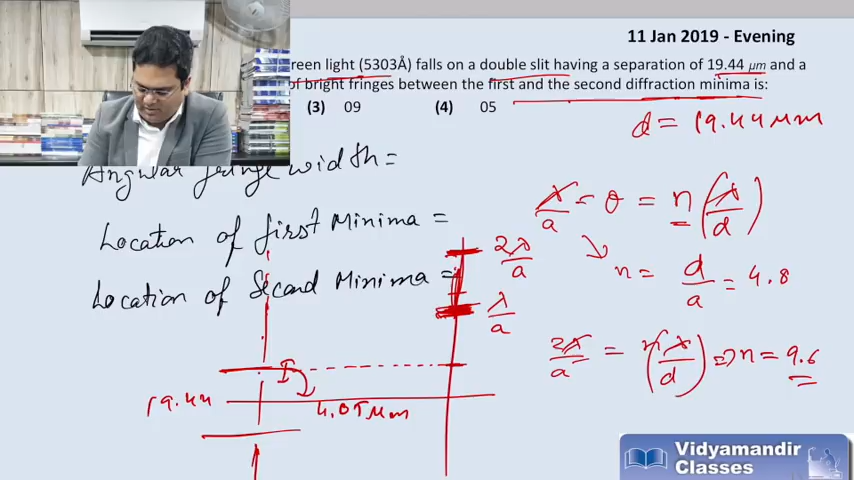 11 Jan 2019 - Evening
reen light (5303Å) falls on a double slit having a separation of 19.44 μm and a
of bright fringes between the first and the second diffraction minima is:
(3) 09 (4) 05
d = 19.44 μm
Angular fringe width =
λ/a = θ = n(λ/d)
Location of first Minima =
2λ/a
n = d/a = 4.8
Location of Second Minima =
λ/a
2λ/a = n(λ/d) => n = 9.6
19.44
4.05 μm
Vidyamandir
Classes